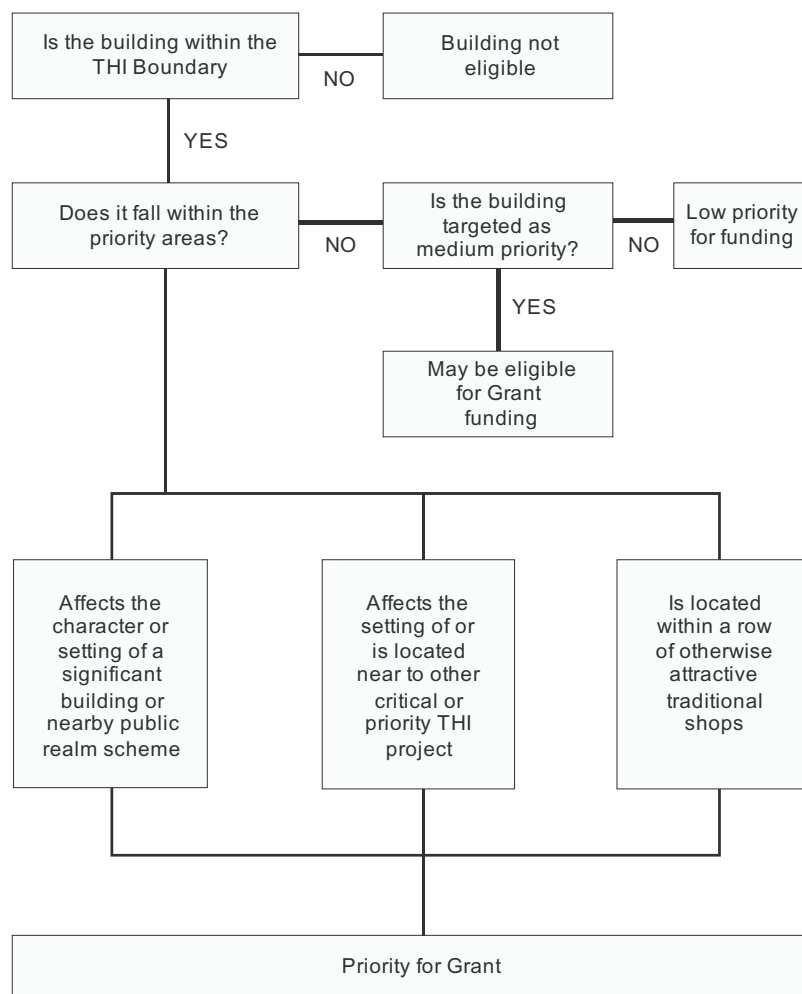 Is the building within the
THI Boundary
NO
Building not
eligible
YES
Does it fall within the
priority areas?
NO
Is the building
targeted as
medium priority?
NO
Low priority
for funding
YES
May be eligible
for Grant
funding
Affects the
character or
setting of a
significant
building or
nearby public
realm scheme
Affects the
setting of or
is located
near to other
critical or
priority THI
project
Is located
within a row
of otherwise
attractive
traditional
shops
Priority for Grant